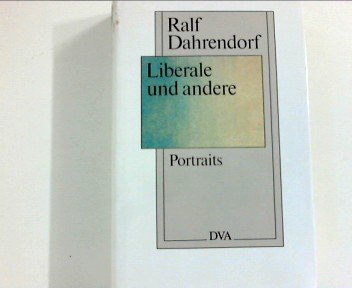 Ralf
Dahrendorf
Liberale
und andere
Portraits
DVA